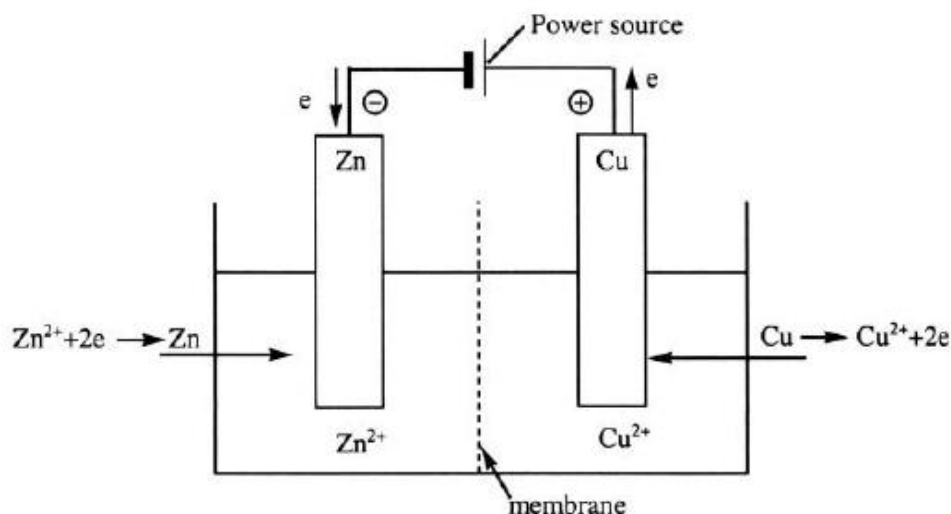 Power source
e
⊖
⊕
e
Zn
Cu
Zn²⁺+2e → Zn
Cu → Cu²⁺+2e
Zn²⁺
Cu²⁺
membrane